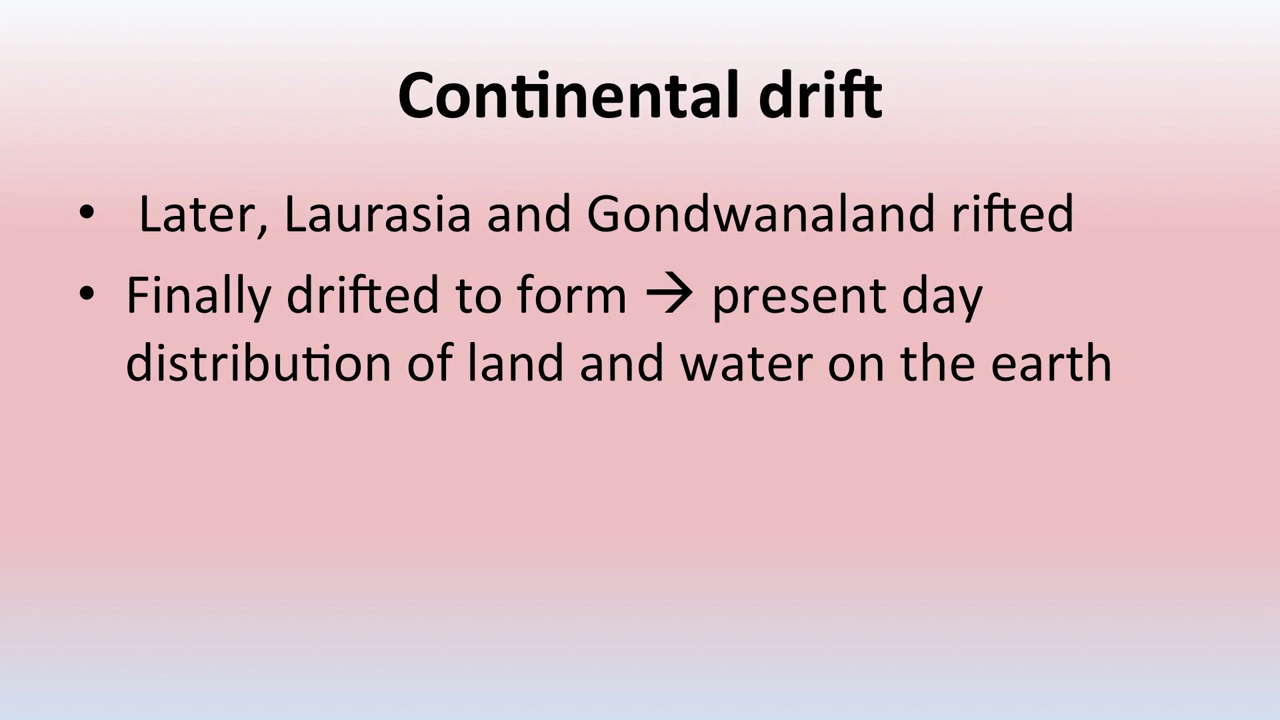 Continental drift
• Later, Laurasia and Gondwanaland rifted
• Finally drifted to form → present day
distribution of land and water on the earth